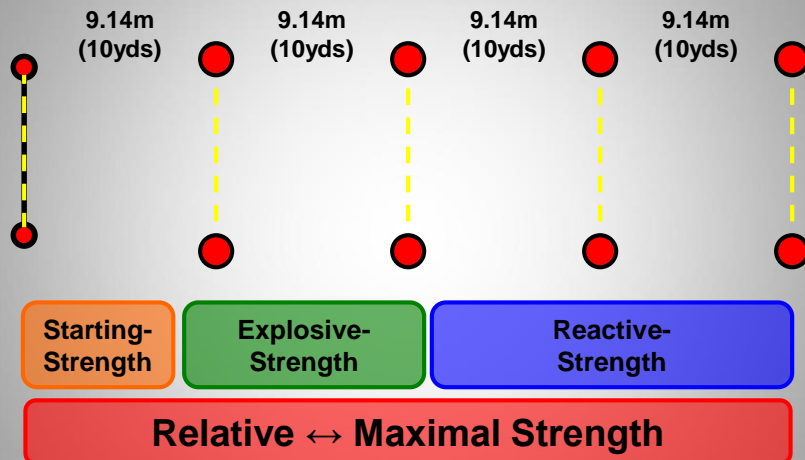 9.14m
(10yds)
9.14m
(10yds)
9.14m
(10yds)
9.14m
(10yds)
Starting-
Strength
Explosive-
Strength
Reactive-
Strength
Relative ↔ Maximal Strength